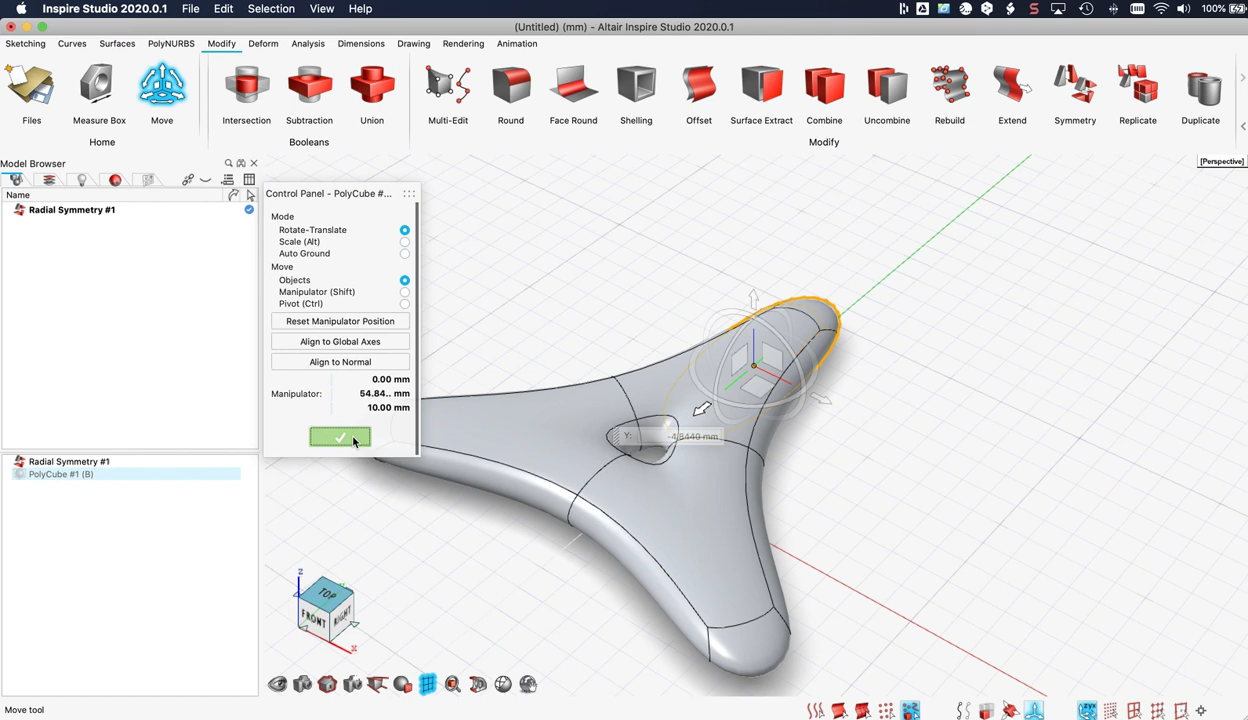 Inspire Studio 2020.0.1 File Edit Selection View Help 100%
(Untitled) (mm) - Altair Inspire Studio 2020.0.1
Sketching Curves Surfaces PolyNURBS Modify Deform Analysis Dimensions Drawing Rendering Animation
Files Measure Box Move Intersection Subtraction Union Multi-Edit Round Face Round Shelling Offset Surface Extract Combine Uncombine Rebuild Extend Symmetry Replicate Duplicate
Home Booleans Modify
Model Browser
[Perspective]
Name
Radial Symmetry #1
Control Panel - PolyCube #...
Mode
Rotate-Translate
Scale (Alt)
Auto Ground
Move
Objects
Manipulator (Shift)
Pivot (Ctrl)
Reset Manipulator Position
Align to Global Axes
Align to Normal
0.00 mm
Manipulator: 54.84.. mm
10.00 mm
Y: -4.8440 mm
Radial Symmetry #1
PolyCube #1 (B)
Z
TOP
FRONT
RIGHT
X
Move tool